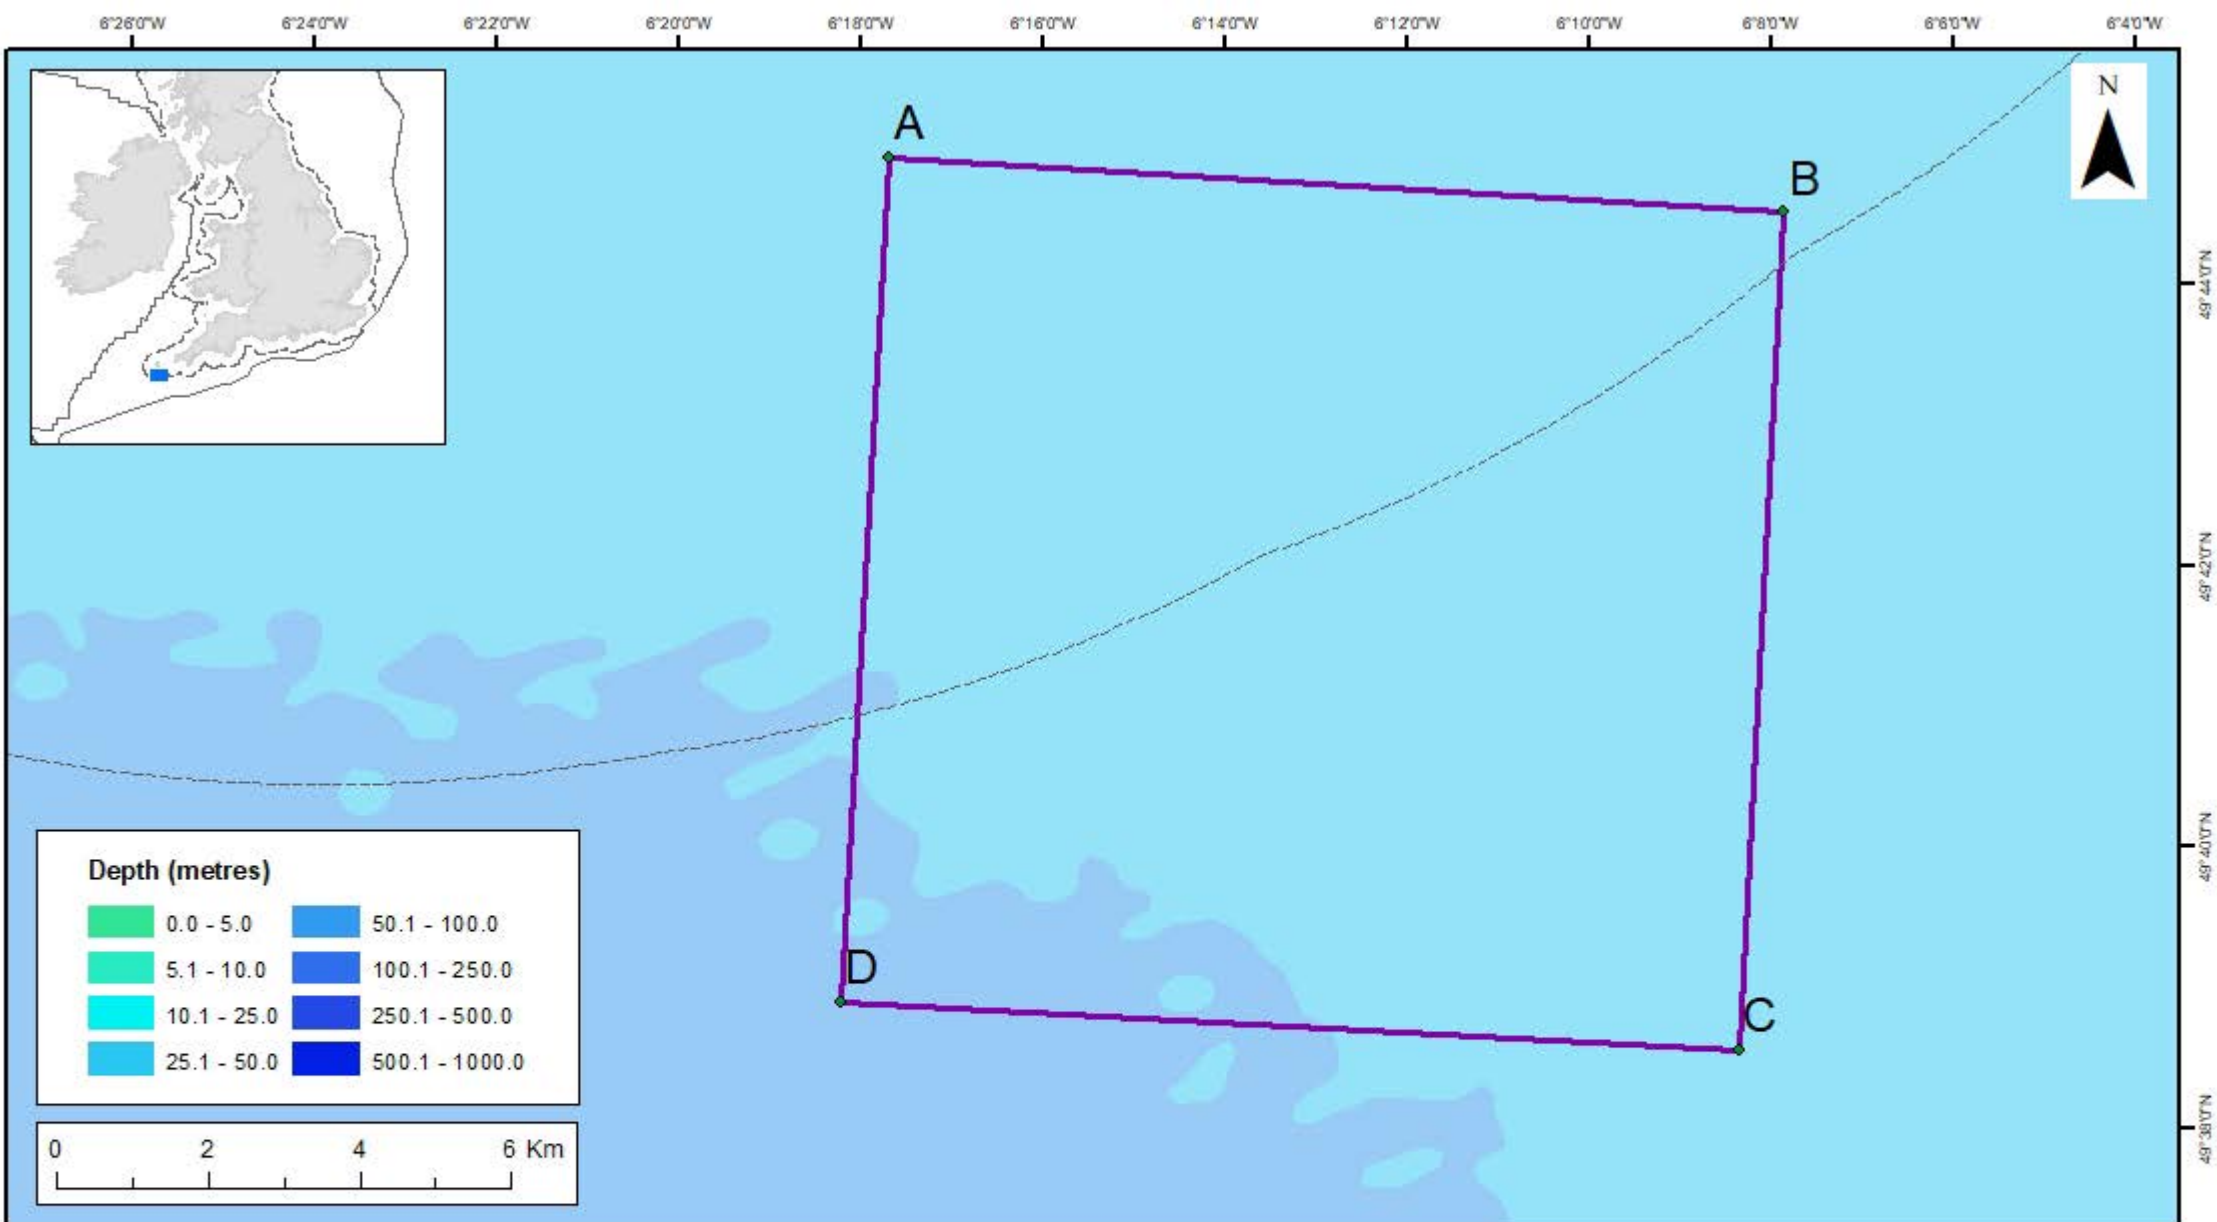 6°26'0"W 6°24'0"W 6°22'0"W 6°20'0"W 6°18'0"W 6°16'0"W 6°14'0"W 6°12'0"W 6°10'0"W 6°8'0"W 6°6'0"W 6°4'0"W
N
A
B
49°44'0"N
49°42'0"N
49°40'0"N
D
C
49°38'0"N
Depth (metres)
0.0 - 5.0 50.1 - 100.0
5.1 - 10.0 100.1 - 250.0
10.1 - 25.0 250.1 - 500.0
25.1 - 50.0 500.1 - 1000.0
0 2 4 6 Km